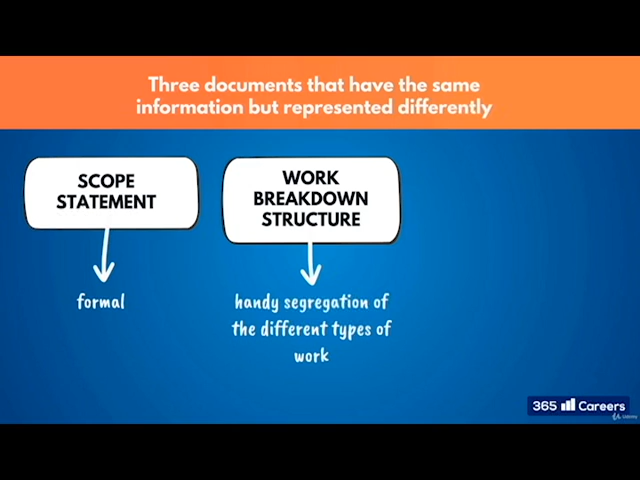 Three documents that have the same
information but represented differently
SCOPE
STATEMENT
WORK
BREAKDOWN
STRUCTURE
formal
handy segregation of
the different types of
work
365 Careers
Udemy